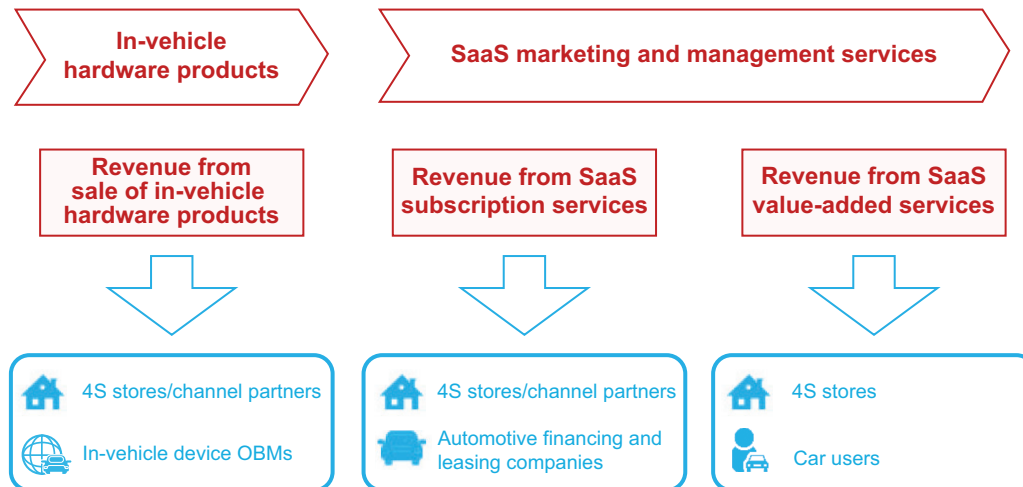 In-vehicle
hardware products
SaaS marketing and management services
Revenue from
sale of in-vehicle
hardware products
Revenue from SaaS
subscription services
Revenue from SaaS
value-added services
4S stores/channel partners
In-vehicle device OBMs
4S stores/channel partners
Automotive financing and
leasing companies
4S stores
Car users